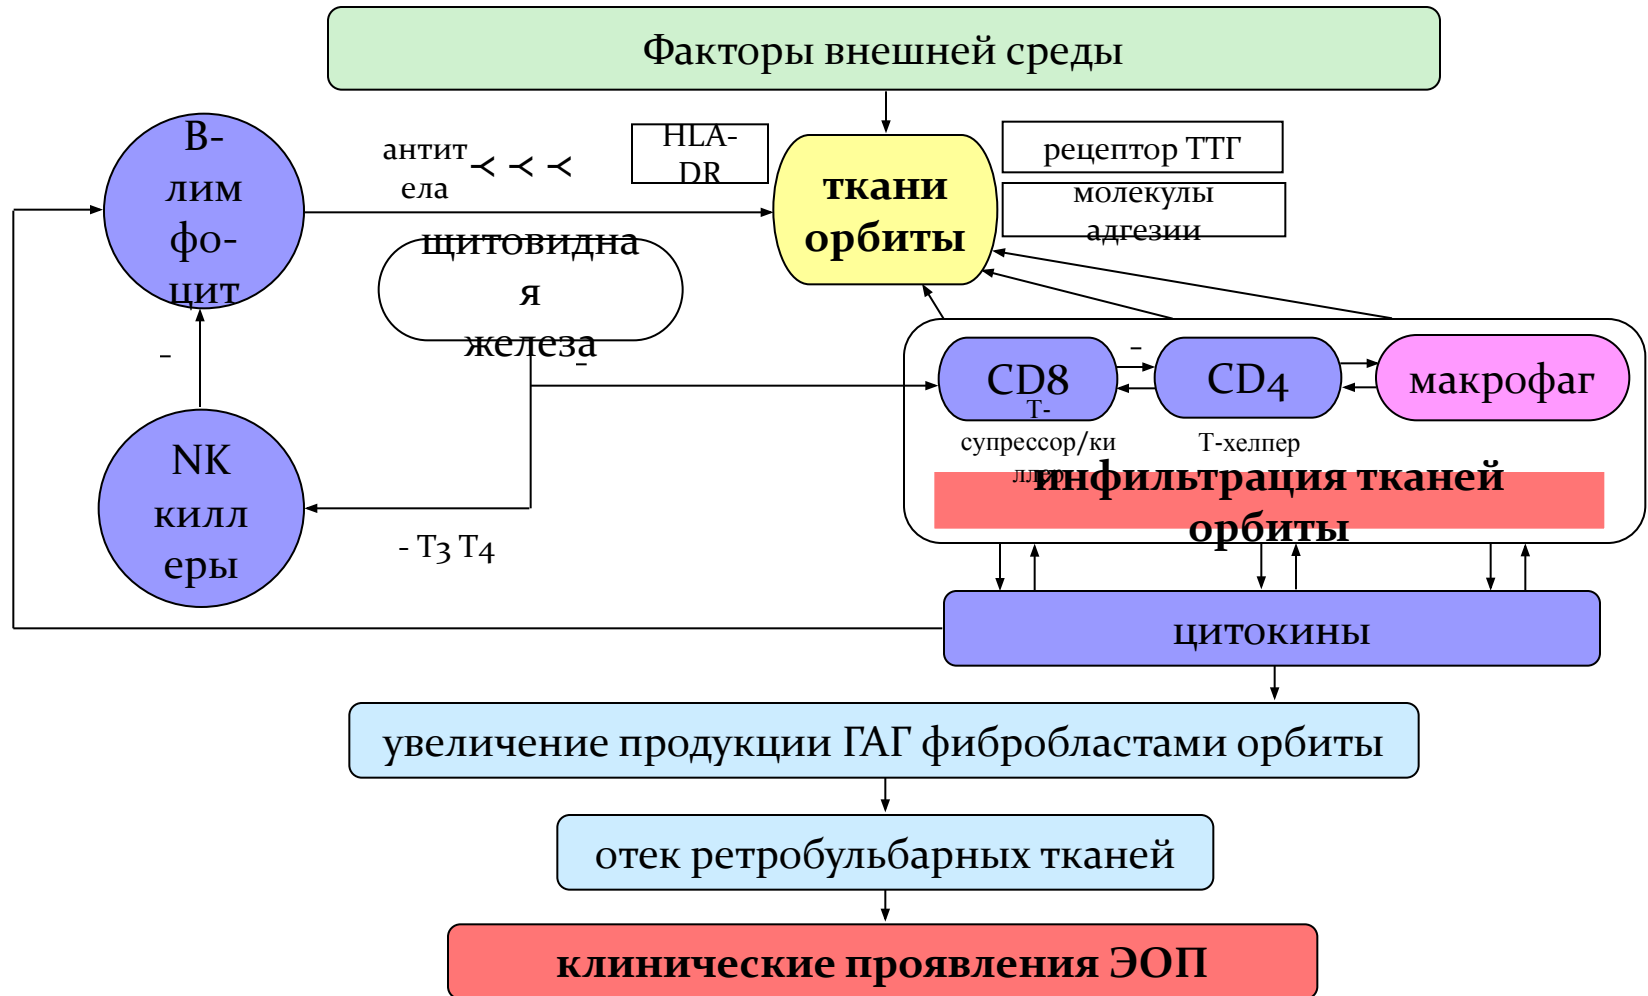 Факторы внешней среды
В-
лим
фо-
цит
антит
ела
HLA-
DR
ткани
орбиты
рецептор ТТГ
молекулы
адгезии
щитовидна
я
железа
-
-
-
CD8
CD4
макрофаг
Т-
супрессор/ки
ллер
Т-хелпер
инфильтрация тканей
орбиты
NK
килл
еры
- Т3 Т4
цитокины
увеличение продукции ГАГ фибробластами орбиты
отек ретробульбарных тканей
клинические проявления ЭОП